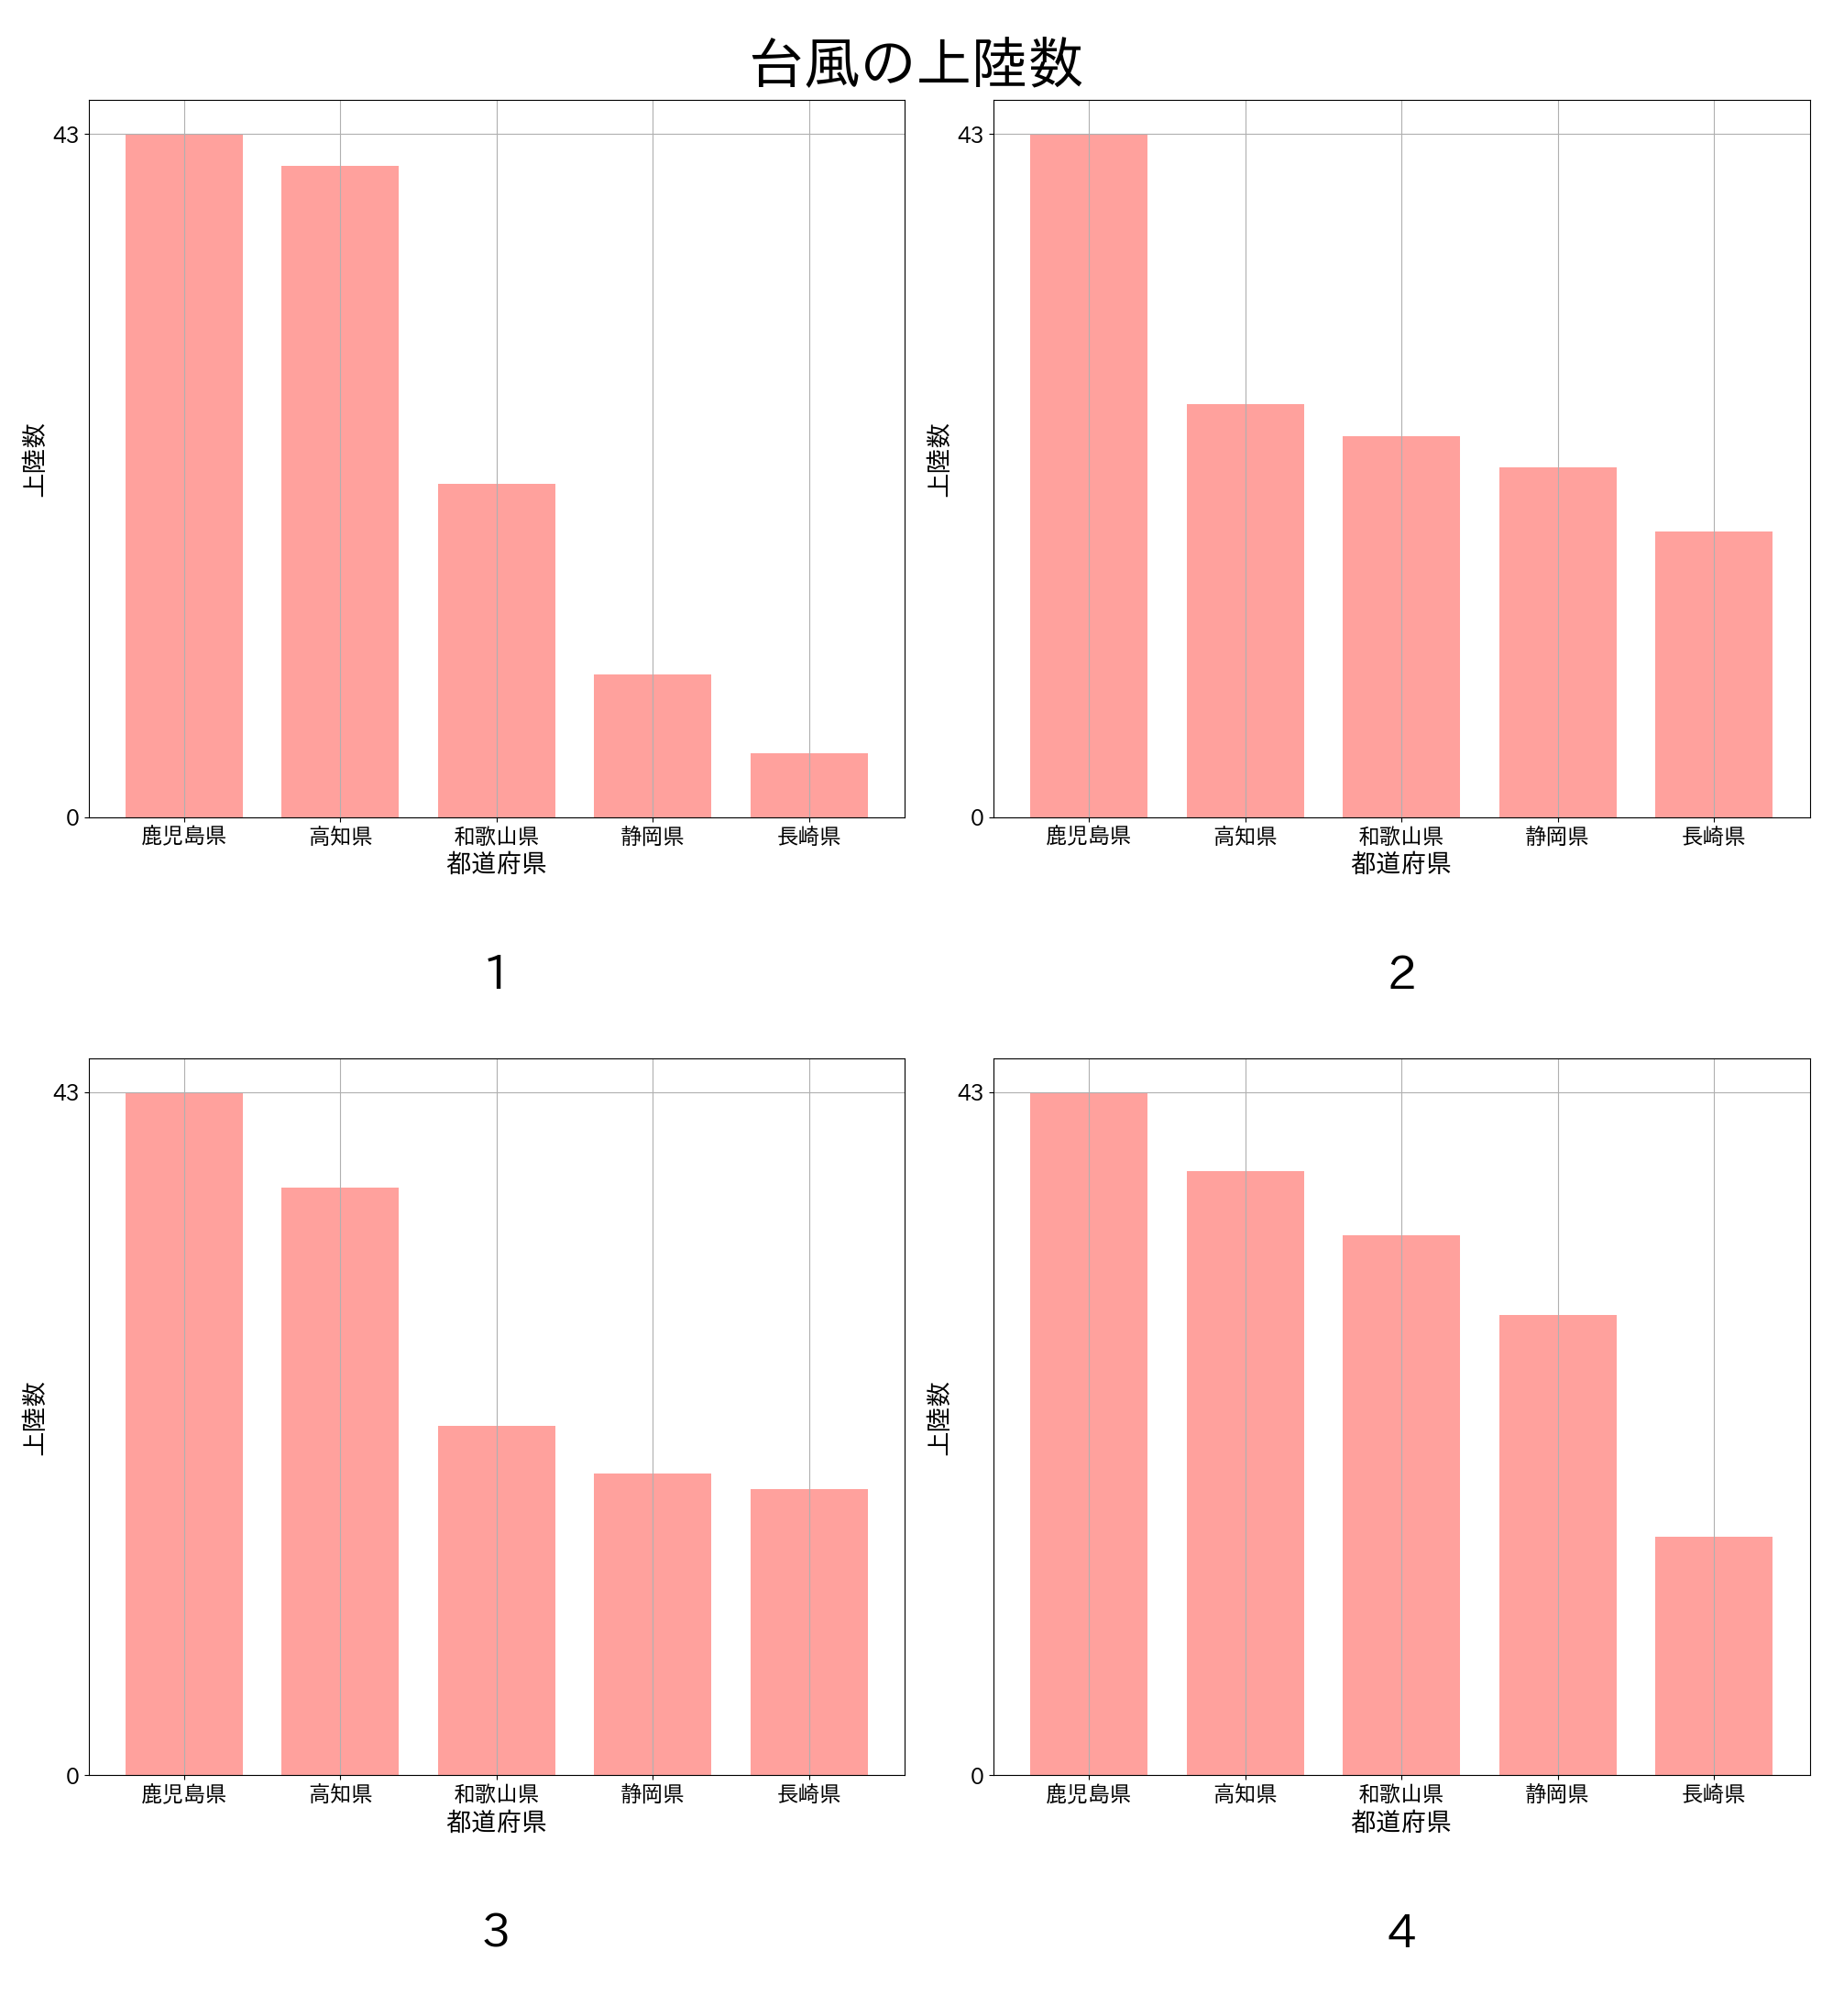 台風の上陸数
43
0
上陸数
鹿児島県 高知県 和歌山県 静岡県 長崎県
都道府県
1
43
0
上陸数
鹿児島県 高知県 和歌山県 静岡県 長崎県
都道府県
2
43
0
上陸数
鹿児島県 高知県 和歌山県 静岡県 長崎県
都道府県
3
43
0
上陸数
鹿児島県 高知県 和歌山県 静岡県 長崎県
都道府県
4